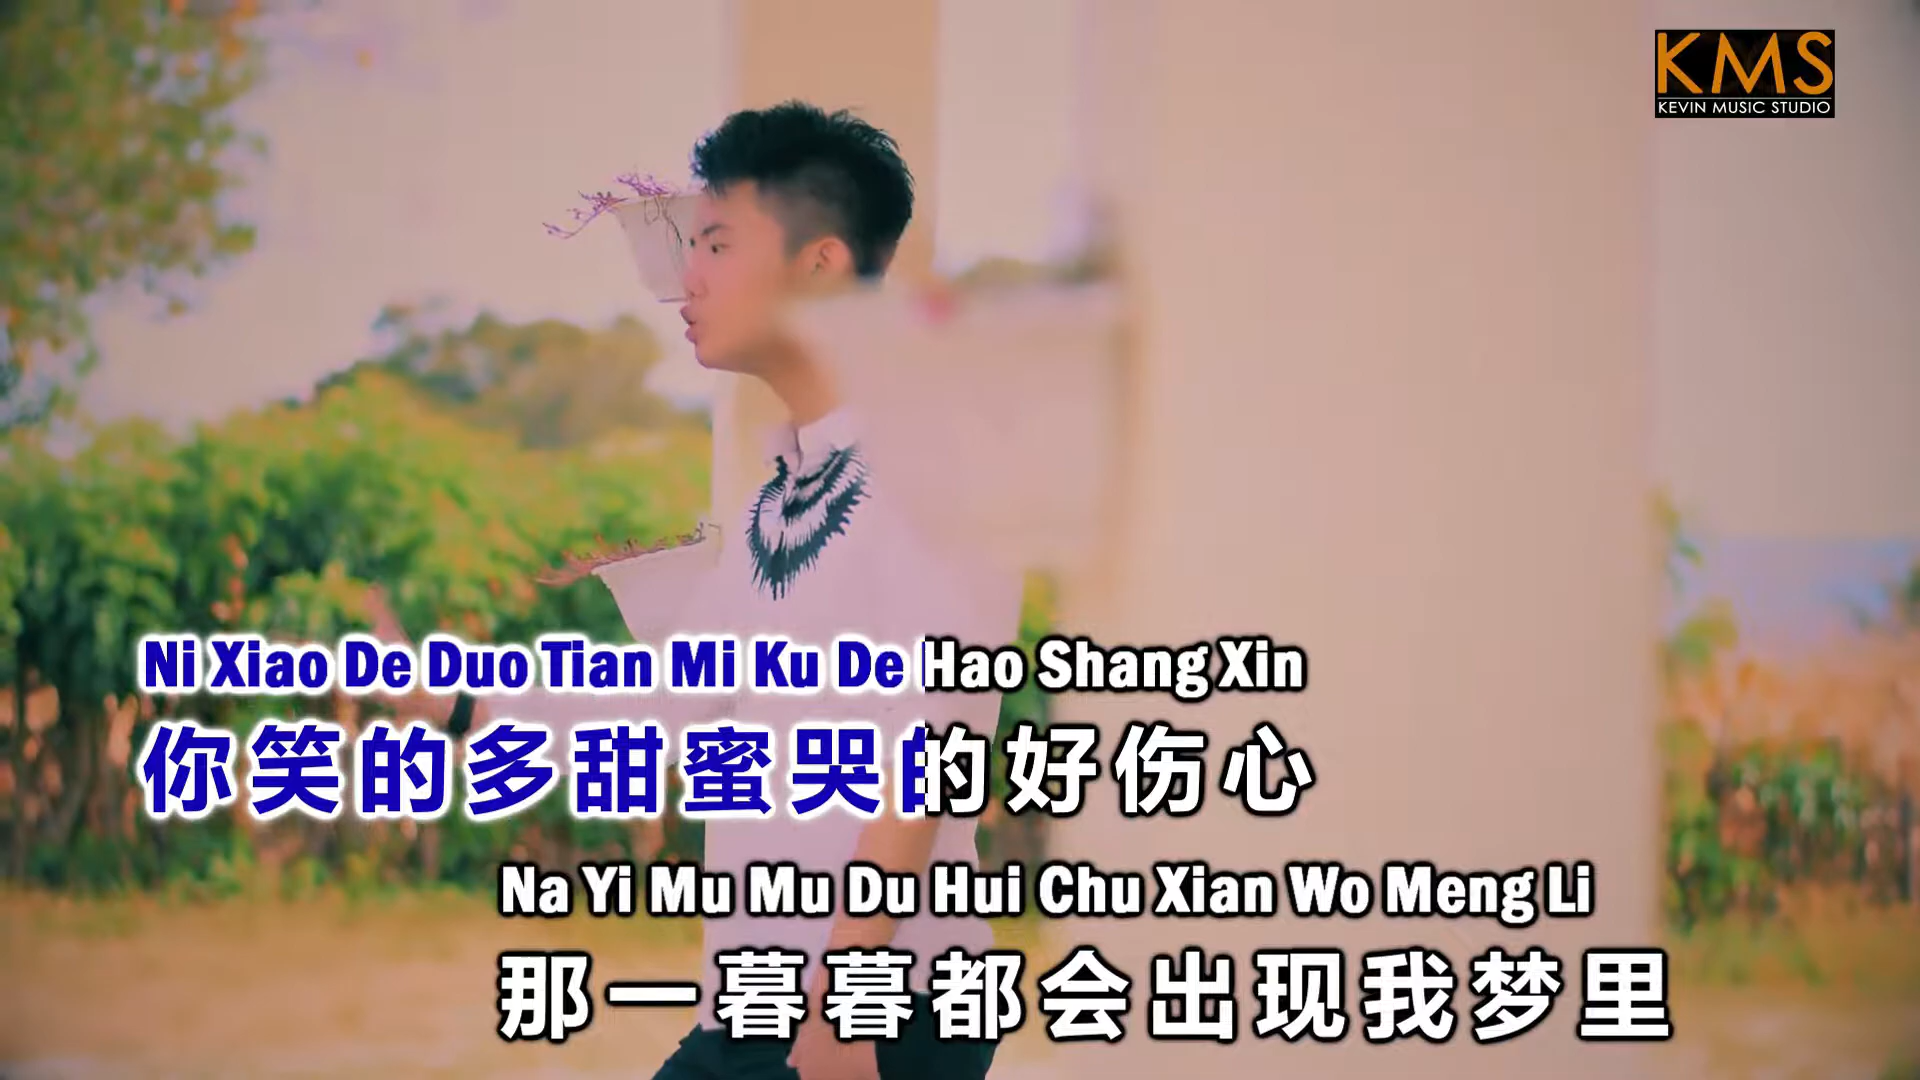 KMS
KEVIN MUSIC STUDIO
Ni Xiao De Duo Tian Mi Ku De Hao Shang Xin
你笑的多甜蜜哭的好伤心
Na Yi Mu Mu Du Hui Chu Xian Wo Meng Li
那一暮暮都会出现我梦里